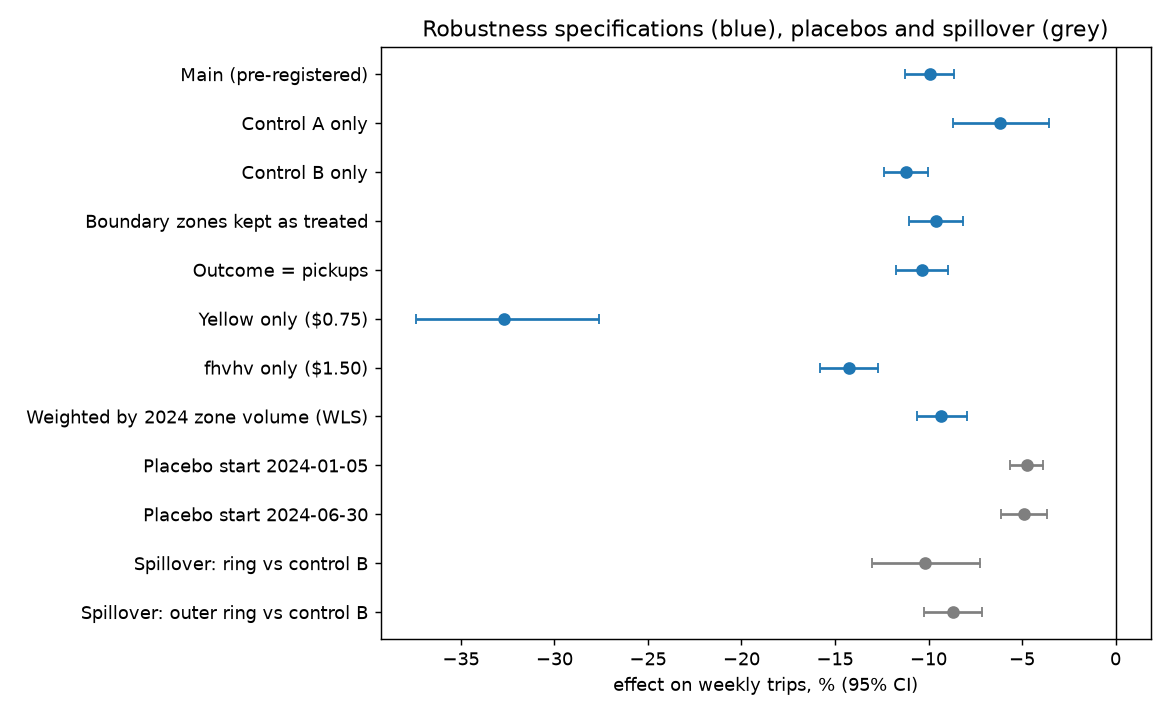 Robustness specifications (blue), placebos and spillover (grey)
Main (pre-registered)
Control A only
Control B only
Boundary zones kept as treated
Outcome = pickups
Yellow only ($0.75)
fhvhv only ($1.50)
Weighted by 2024 zone volume (WLS)
Placebo start 2024-01-05
Placebo start 2024-06-30
Spillover: ring vs control B
Spillover: outer ring vs control B
−35 −30 −25 −20 −15 −10 −5 0
effect on weekly trips, % (95% CI)